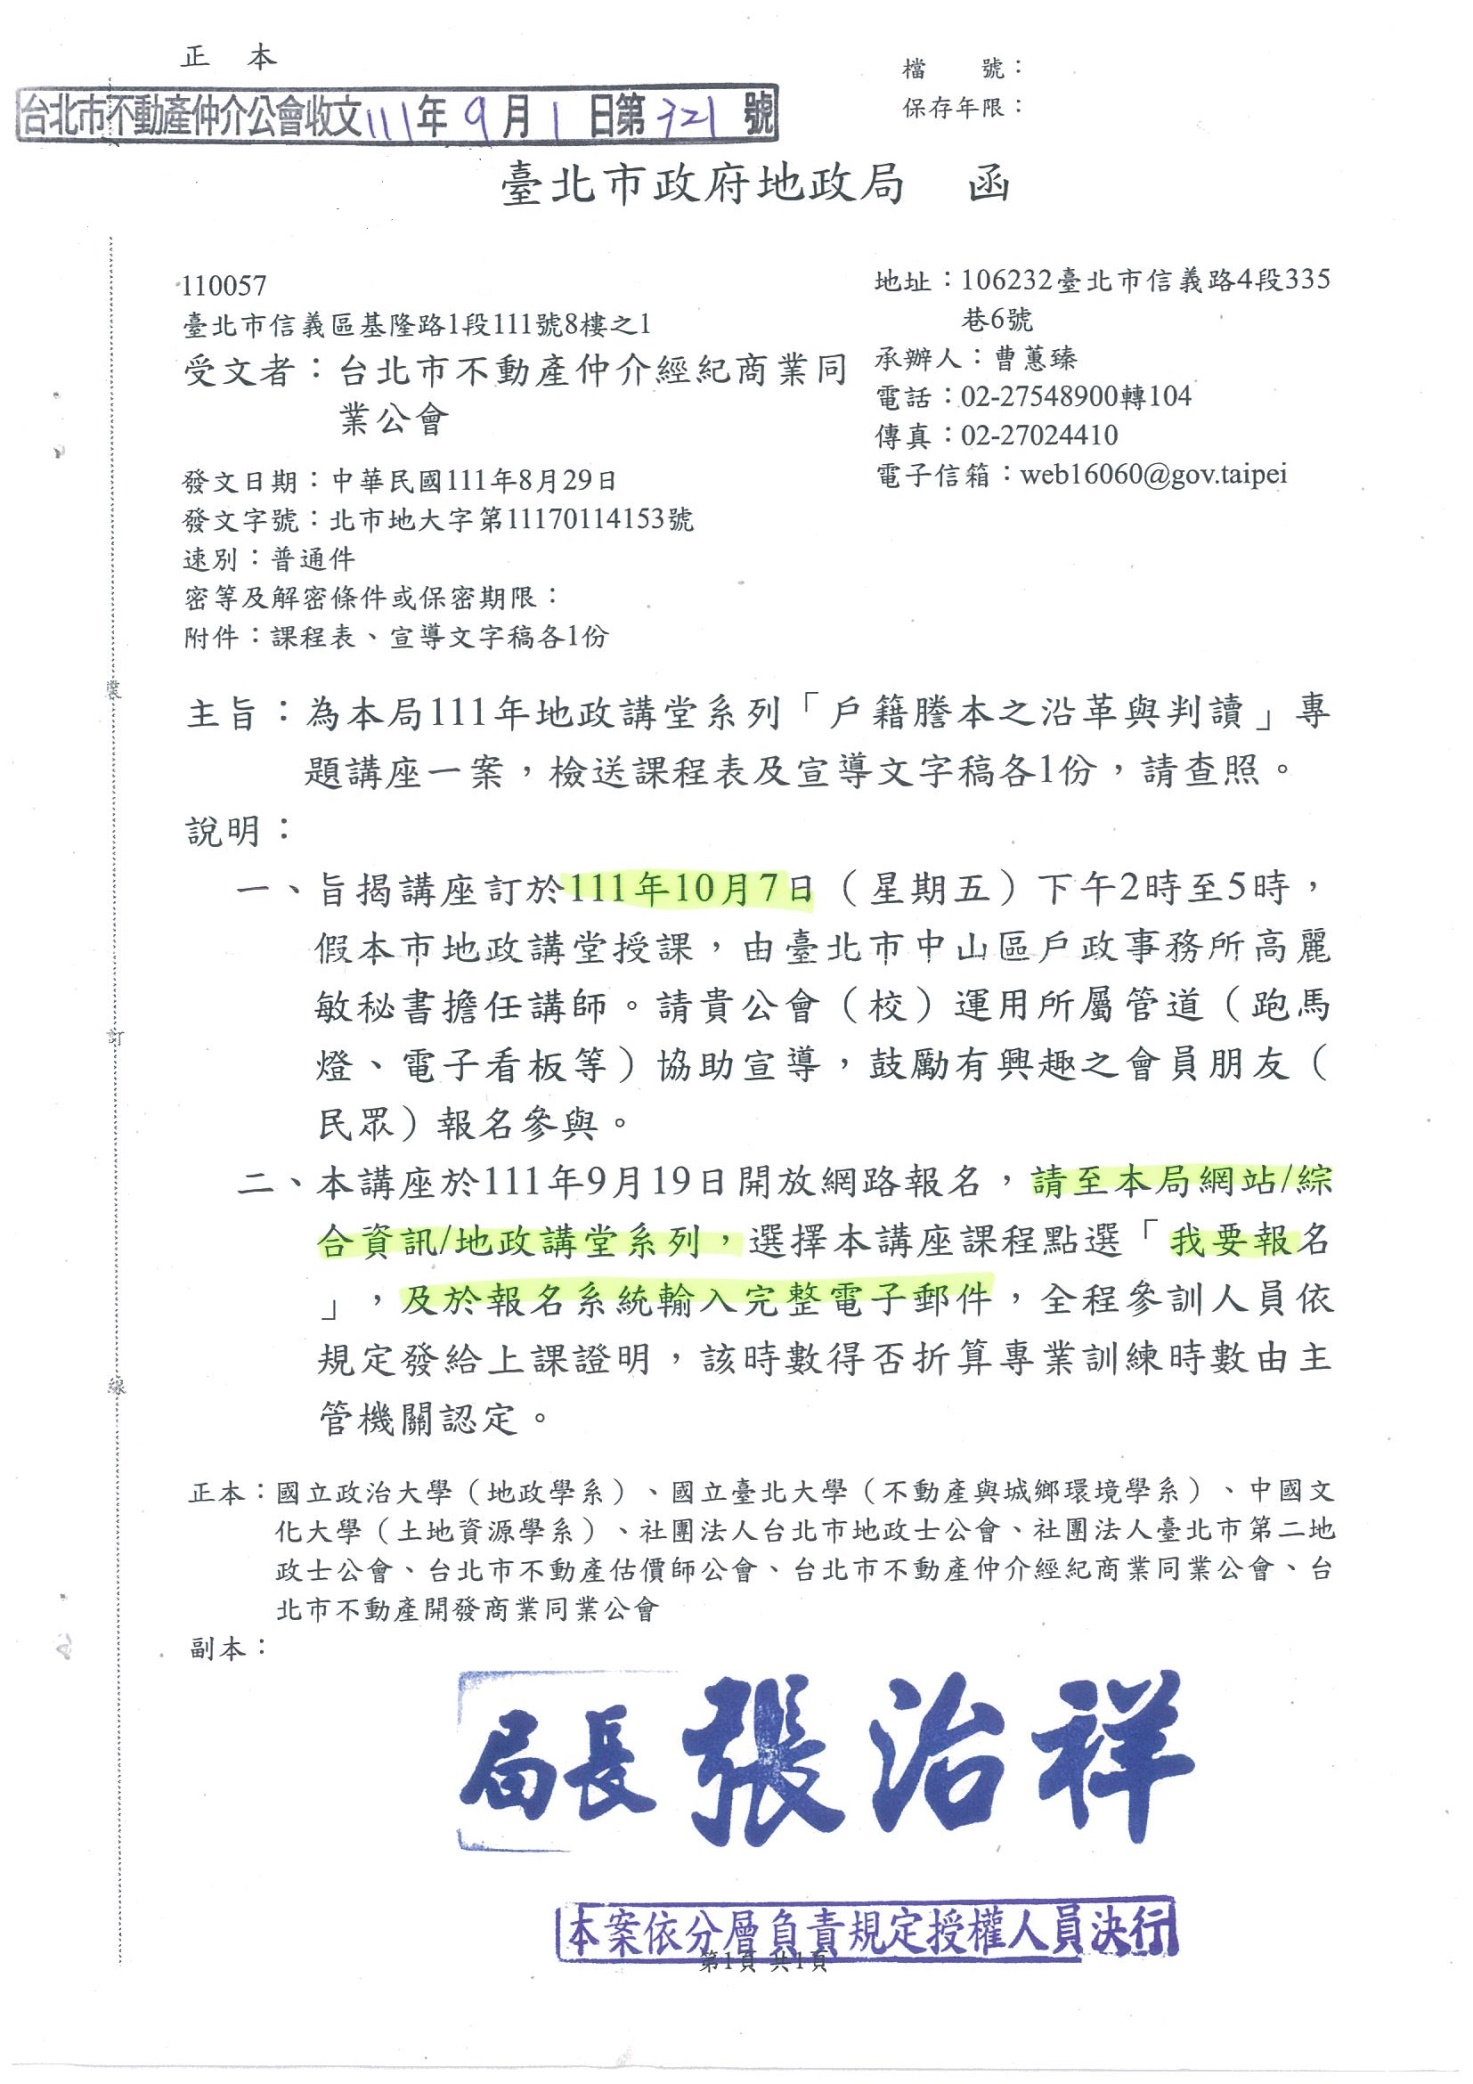 正　本
檔　　號：
保存年限：
台北市不動產仲介公會收文111年9月1日第721號
臺北市政府地政局　函
110057
臺北市信義區基隆路1段111號8樓之1
受文者：台北市不動產仲介經紀商業同
業公會
地址：106232臺北市信義路4段335
巷6號
承辦人：曹蕙臻
電話：02-27548900轉104
傳真：02-27024410
電子信箱：web16060@gov.taipei
發文日期：中華民國111年8月29日
發文字號：北市地大字第11170114153號
速別：普通件
密等及解密條件或保密期限：
附件：課程表、宣導文字稿各1份
主旨：為本局111年地政講堂系列「戶籍謄本之沿革與判讀」專
題講座一案，檢送課程表及宣導文字稿各1份，請查照。
說明：
一、旨揭講座訂於111年10月7日（星期五）下午2時至5時，
假本市地政講堂授課，由臺北市中山區戶政事務所高麗
敏秘書擔任講師。請貴公會（校）運用所屬管道（跑馬
燈、電子看板等）協助宣導，鼓勵有興趣之會員朋友（
民眾）報名參與。
二、本講座於111年9月19日開放網路報名，請至本局網站/綜
合資訊/地政講堂系列，選擇本講座課程點選「我要報名
」，及於報名系統輸入完整電子郵件，全程參訓人員依
規定發給上課證明，該時數得否折算專業訓練時數由主
管機關認定。
正本：國立政治大學（地政學系）、國立臺北大學（不動產與城鄉環境學系）、中國文
化大學（土地資源學系）、社團法人台北市地政士公會、社團法人臺北市第二地
政士公會、台北市不動產估價師公會、台北市不動產仲介經紀商業同業公會、台
北市不動產開發商業同業公會
副本：
局長 張治祥
本案依分層負責規定授權人員決行
第1頁 共1頁
裝
訂
線